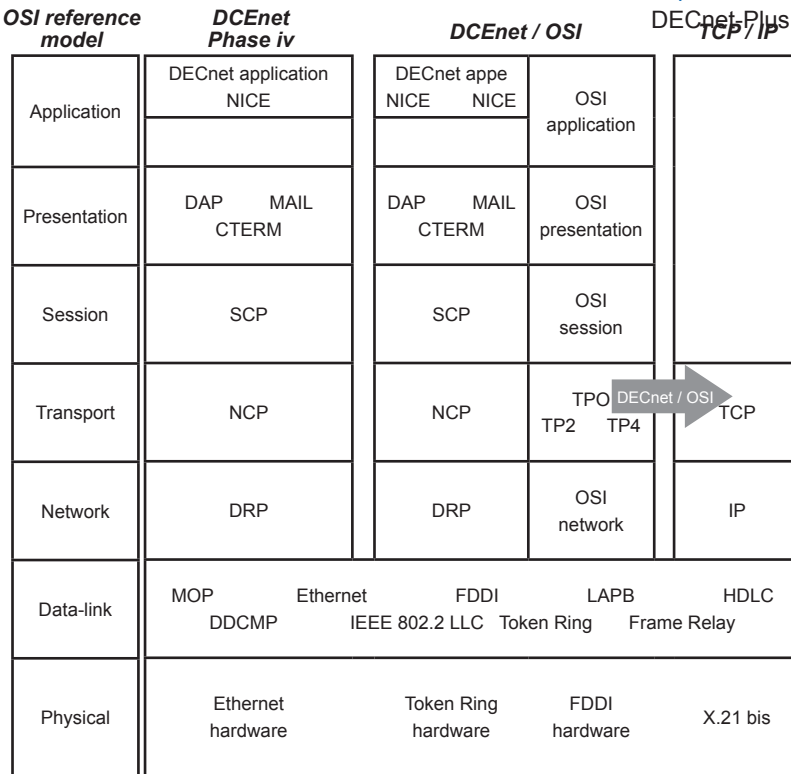 OSI reference model
DCEnet Phase iv
DCEnet / OSI
DECnet-Plus
TCP / IP
Application
DECnet application
NICE
DECnet appe
NICE NICE
OSI
application
Presentation
DAP MAIL
CTERM
DAP MAIL
CTERM
OSI
presentation
Session
SCP
SCP
OSI
session
Transport
NCP
NCP
TPO
TP2 TP4
DECnet / OSI
TCP
Network
DRP
DRP
OSI
network
IP
Data-link
MOP Ethernet FDDI LAPB HDLC
DDCMP IEEE 802.2 LLC Token Ring Frame Relay
Physical
Ethernet
hardware
Token Ring
hardware
FDDI
hardware
X.21 bis